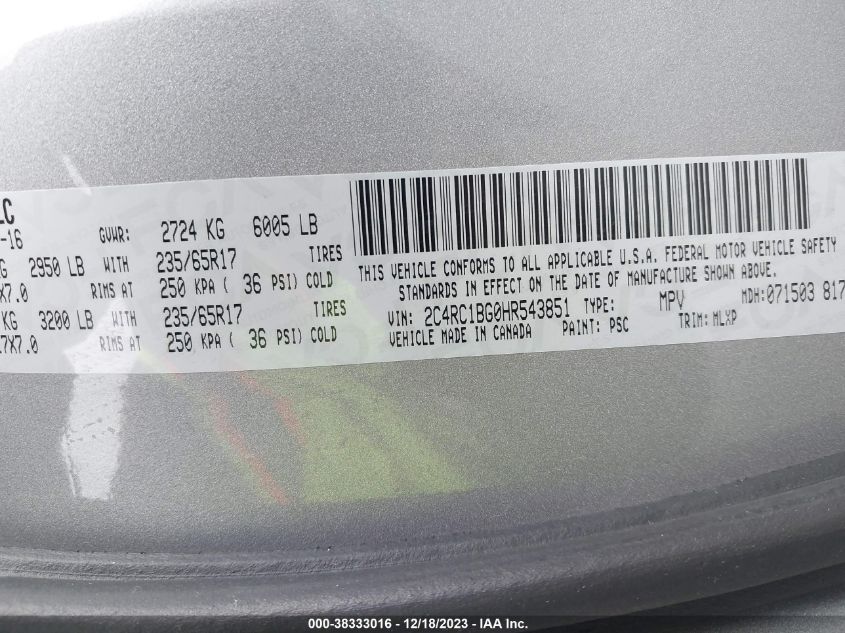 LC
-16 GVWR: 2724 KG 6005 LB
G 2950 LB WITH 235/65R17 TIRES
X7.0 RIMS AT 250 KPA ( 36 PSI) COLD
KG 3200 LB WITH 235/65R17 TIRES
7X7.0 RIMS AT 250 KPA ( 36 PSI) COLD
THIS VEHICLE CONFORMS TO ALL APPLICABLE U.S.A. FEDERAL MOTOR VEHICLE SAFETY
STANDARDS IN EFFECT ON THE DATE OF MANUFACTURE SHOWN ABOVE.
VIN: 2C4RC1BG0HR543851 TYPE: MPV MDH: 071503 817
VEHICLE MADE IN CANADA PAINT: PSC TRIM: MLXP
000-38333016 - 12/18/2023 - IAA Inc.